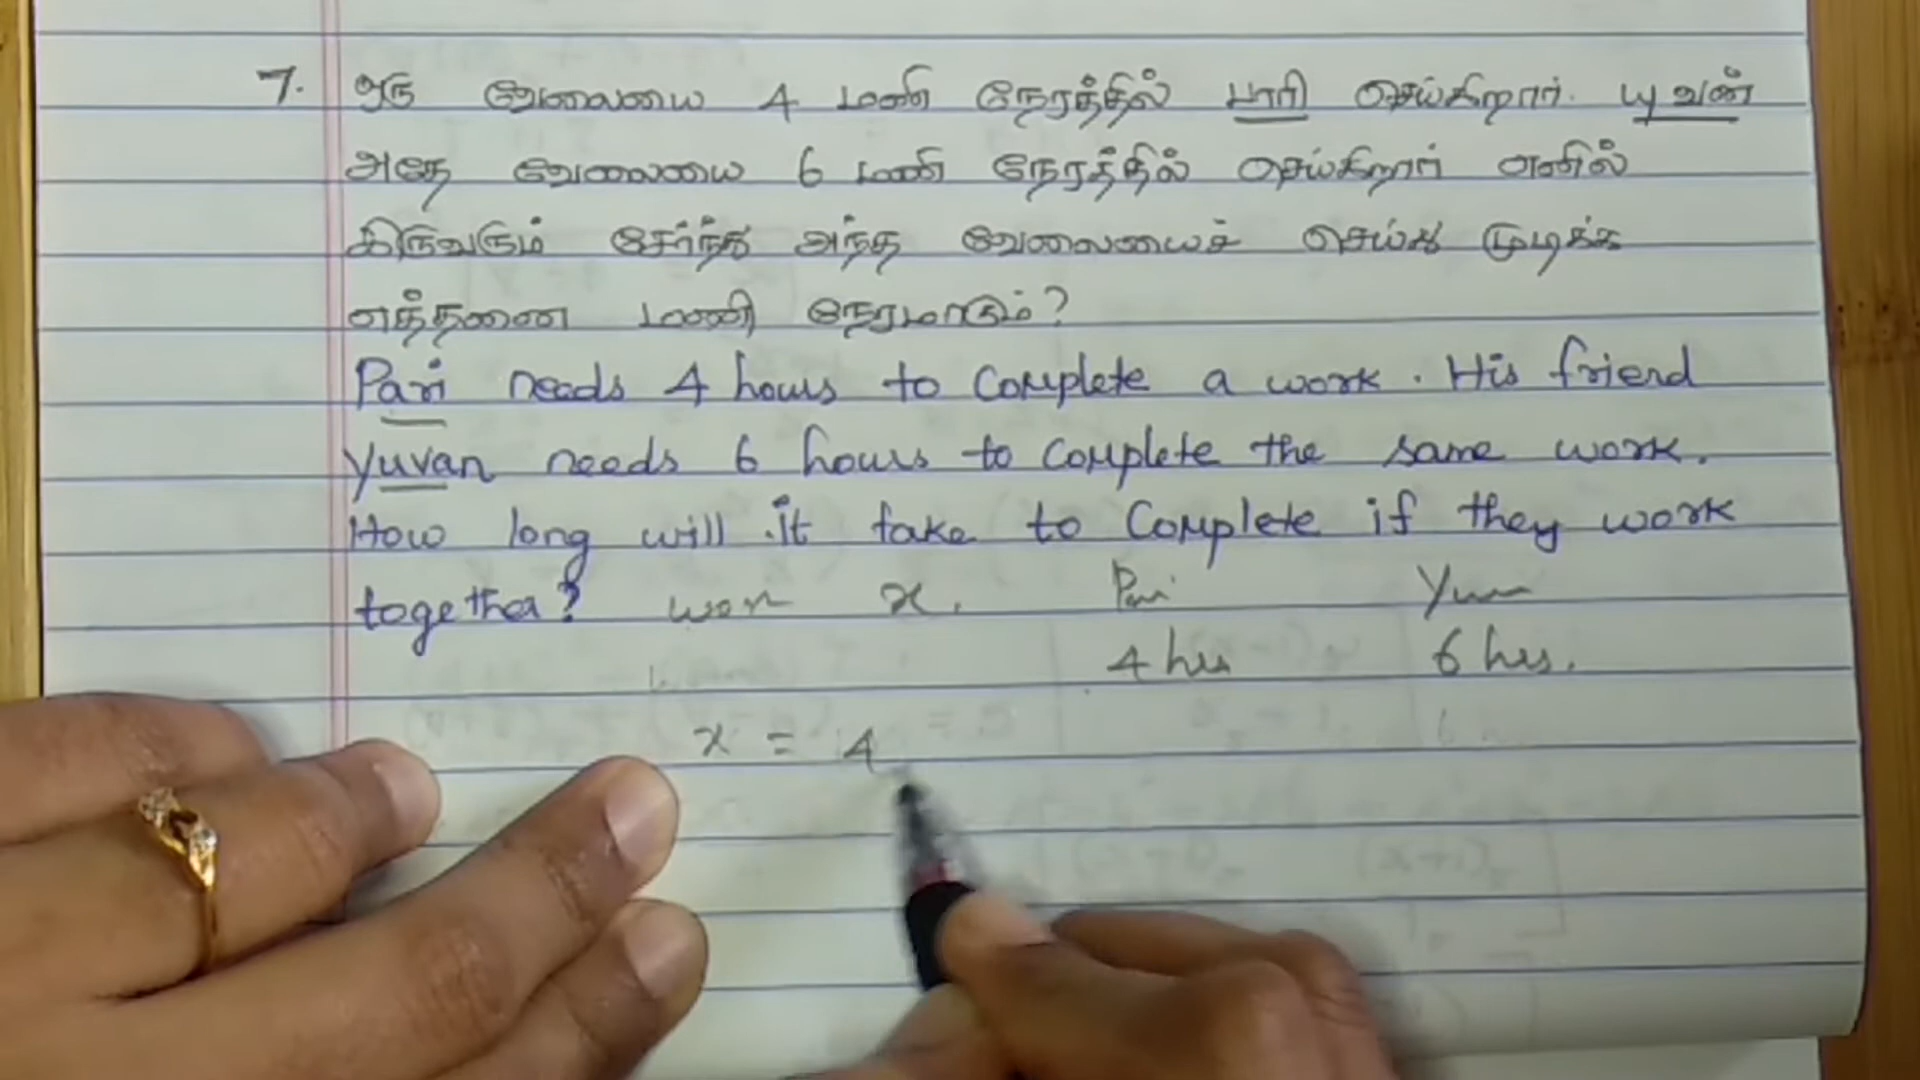 7. ஒரு வேலையை 4 மணி நேரத்தில் பாரி செய்கிறார். யுவன்
அதே வேலையை 6 மணி நேரத்தில் செய்கிறார் எனில்
இருவரும் சேர்ந்து அந்த வேலையைச் செய்து முடிக்க
எத்தனை மணி நேரமாகும்?
Pari needs 4 hours to Complete a work. His friend
Yuvan needs 6 hours to Complete the same work.
How long will it take to Complete if they work
together? work x. Pari Yuvan
4 hrs 6 hrs.
x = 4